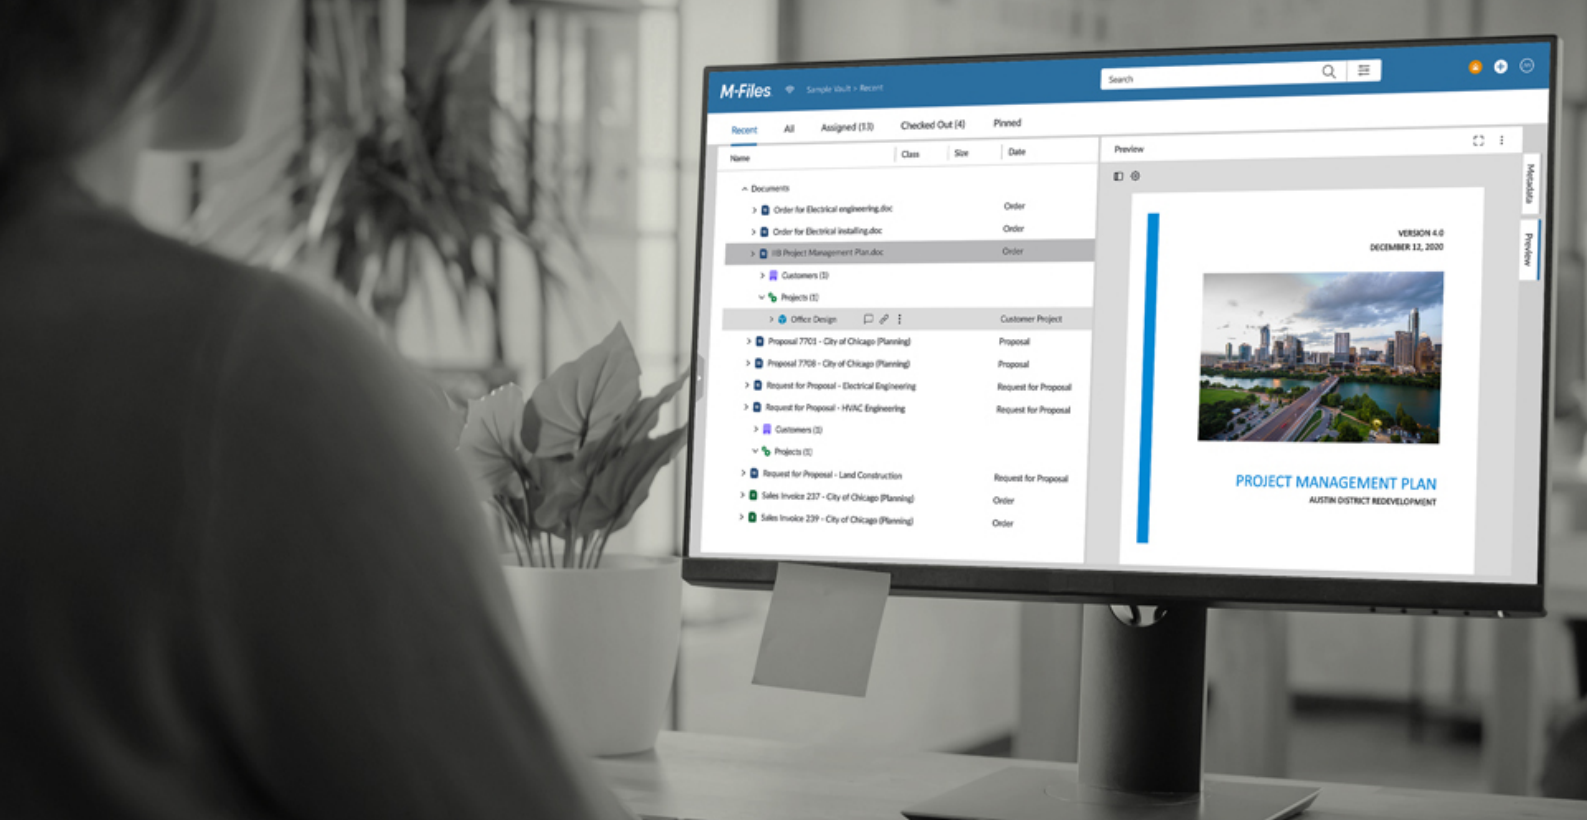 M-Files
Sample Vault > Recent
Search
Recent All Assigned (13) Checked Out (4) Pinned
Name Class Size Date
Documents
Order for Electrical engineering.doc Order
Order for Electrical installing.doc Order
Project Management Plan.doc Order
Customers (1)
Projects (1)
Office Design Customer Project
Proposal 7701 - City of Chicago (Planning) Proposal
Proposal 7708 - City of Chicago (Planning) Proposal
Request for Proposal - Electrical Engineering Request for Proposal
Request for Proposal - HVAC Engineering Request for Proposal
Customers (1)
Projects (1)
Request for Proposal - Land Construction Request for Proposal
Sales Invoice 237 - City of Chicago (Planning) Order
Sales Invoice 239 - City of Chicago (Planning) Order
Preview
VERSION 4.0
DECEMBER 12, 2020
PROJECT MANAGEMENT PLAN
AUSTIN DISTRICT REDEVELOPMENT
Metadata
Preview